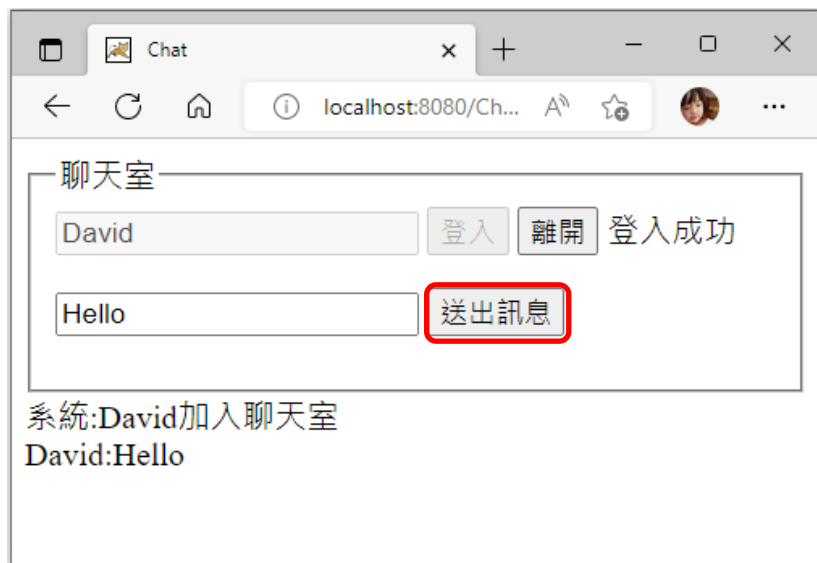 Chat
localhost:8080/Ch...
聊天室
David 登入 離開 登入成功
Hello 送出訊息
系統:David加入聊天室
David:Hello